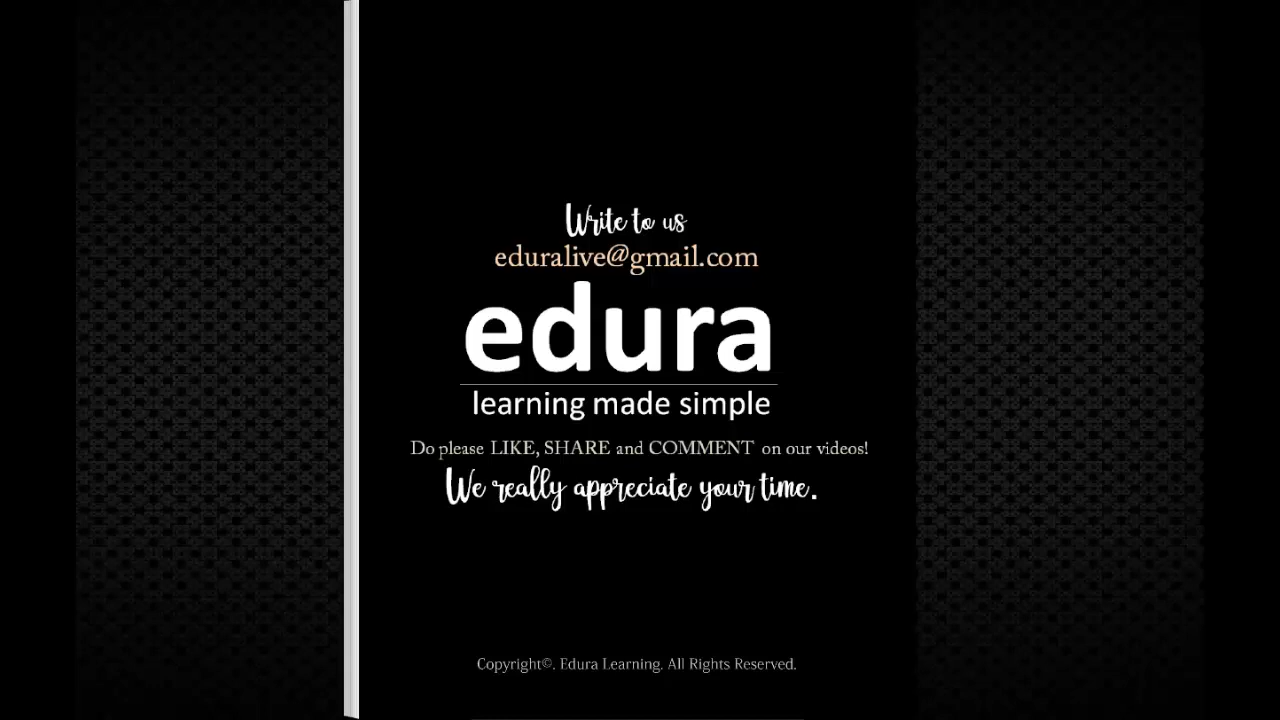 Write to us
eduralive@gmail.com
edura
learning made simple
Do please LIKE, SHARE and COMMENT on our videos!
We really appreciate your time.
Copyright©. Edura Learning. All Rights Reserved.